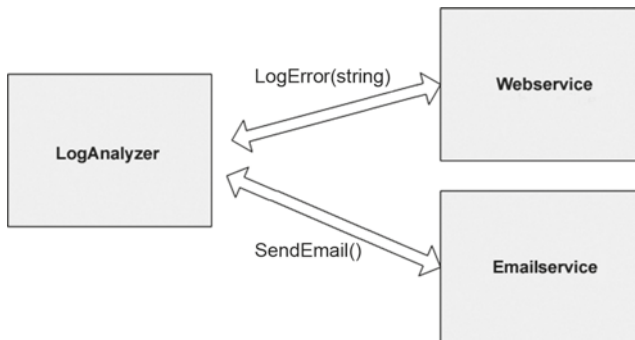 LogError(string)
Webservice
LogAnalyzer
SendEmail()
Emailservice